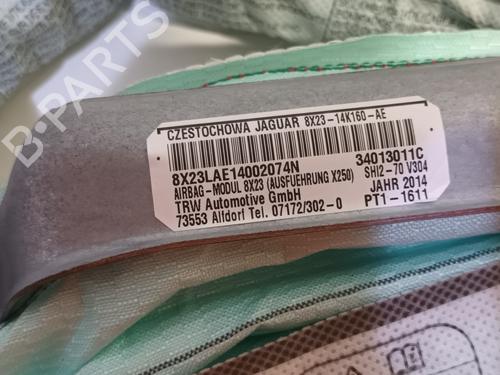 CZESTOCHOWA JAGUAR 8X23-14K160-AE
8X23LAE14002074N 34013011C
AIRBAG-MODUL 8X23 (AUSFUEHRUNG X250) SHI2-70 V304
TRW Automotive GmbH JAHR 2014
73553 Alldorf Tel. 07172/302-0 PT1-1611
B-PARTS